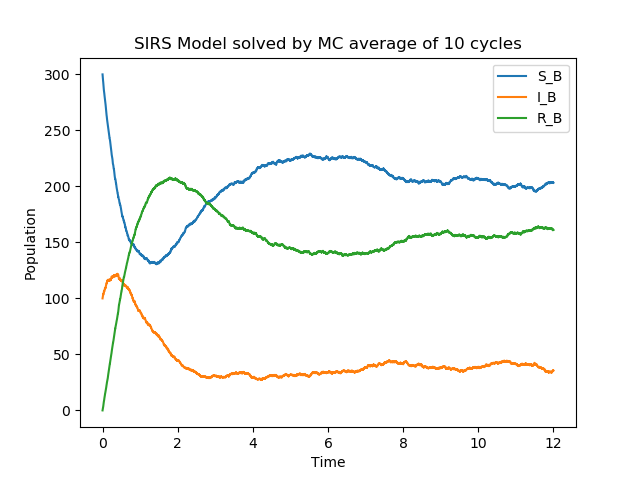 SIRS Model solved by MC average of 10 cycles
S_B
I_B
R_B
300
250
200
150
100
50
0
Population
0 2 4 6 8 10 12
Time